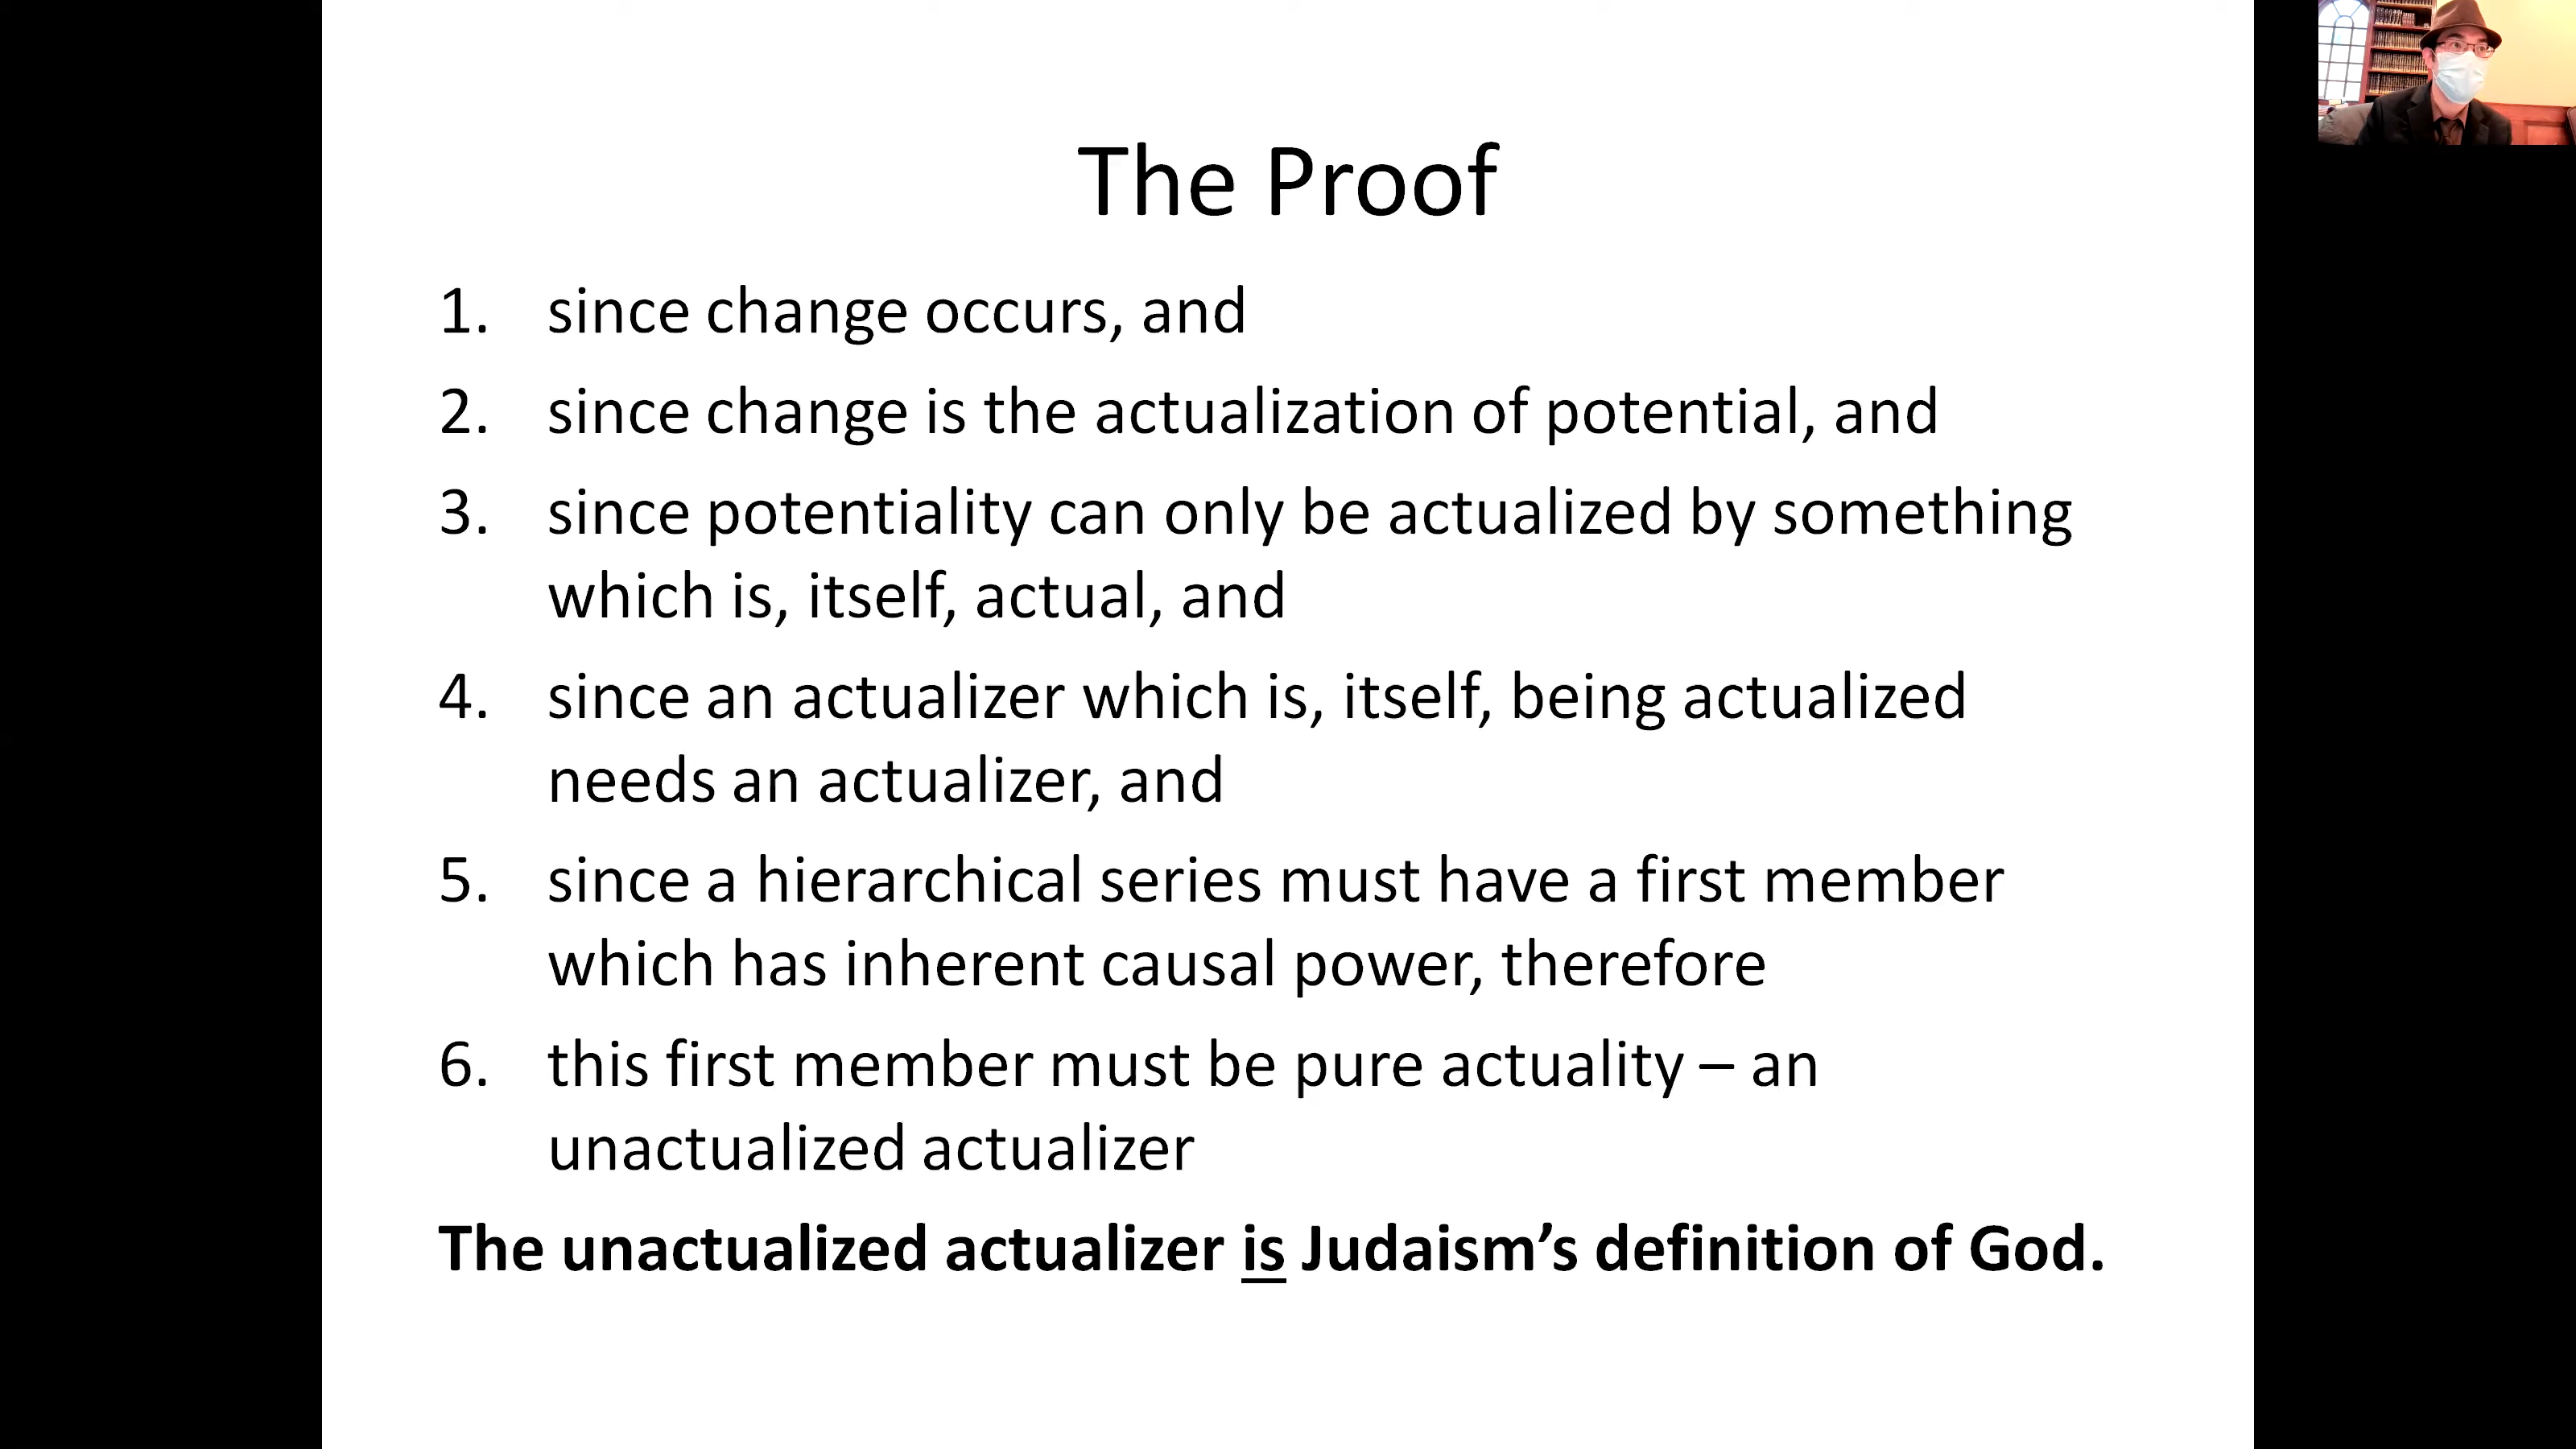 The Proof
1. since change occurs, and
2. since change is the actualization of potential, and
3. since potentiality can only be actualized by something
which is, itself, actual, and
4. since an actualizer which is, itself, being actualized
needs an actualizer, and
5. since a hierarchical series must have a first member
which has inherent causal power, therefore
6. this first member must be pure actuality – an
unactualized actualizer
The unactualized actualizer is Judaism’s definition of God.